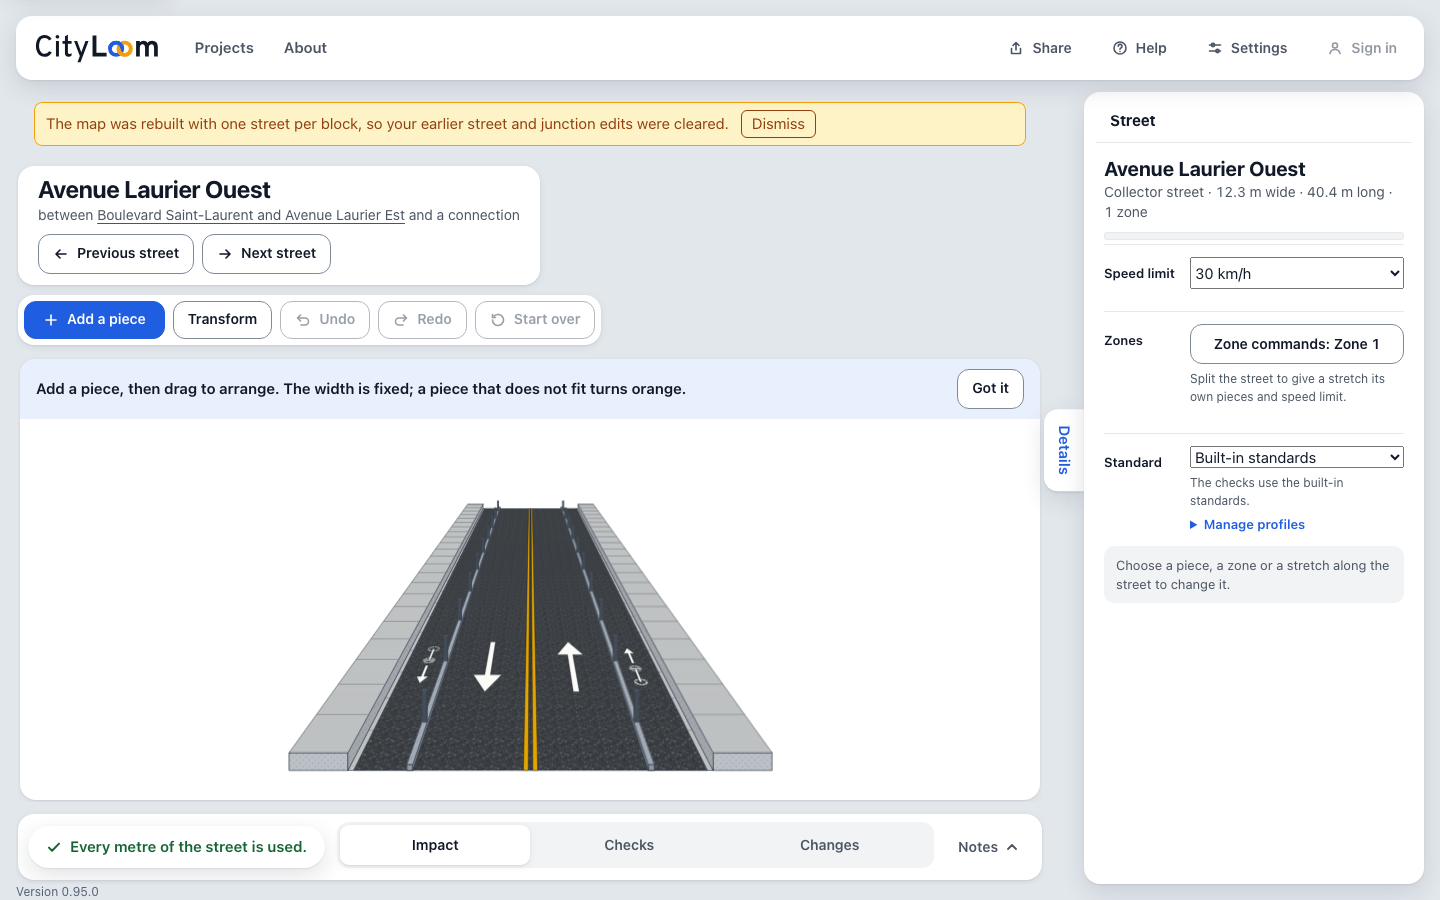 CityLoom
Projects
About
Share
Help
Settings
Sign in
The map was rebuilt with one street per block, so your earlier street and junction edits were cleared.
Dismiss
Avenue Laurier Ouest
between Boulevard Saint-Laurent and Avenue Laurier Est and a connection
Previous street
Next street
Add a piece
Transform
Undo
Redo
Start over
Add a piece, then drag to arrange. The width is fixed; a piece that does not fit turns orange.
Got it
Details
Street
Avenue Laurier Ouest
Collector street · 12.3 m wide · 40.4 m long ·
1 zone
Speed limit
30 km/h
Zones
Zone commands: Zone 1
Split the street to give a stretch its
own pieces and speed limit.
Standard
Built-in standards
The checks use the built-in
standards.
Manage profiles
Choose a piece, a zone or a stretch along the
street to change it.
Every metre of the street is used.
Impact
Checks
Changes
Notes
Version 0.95.0